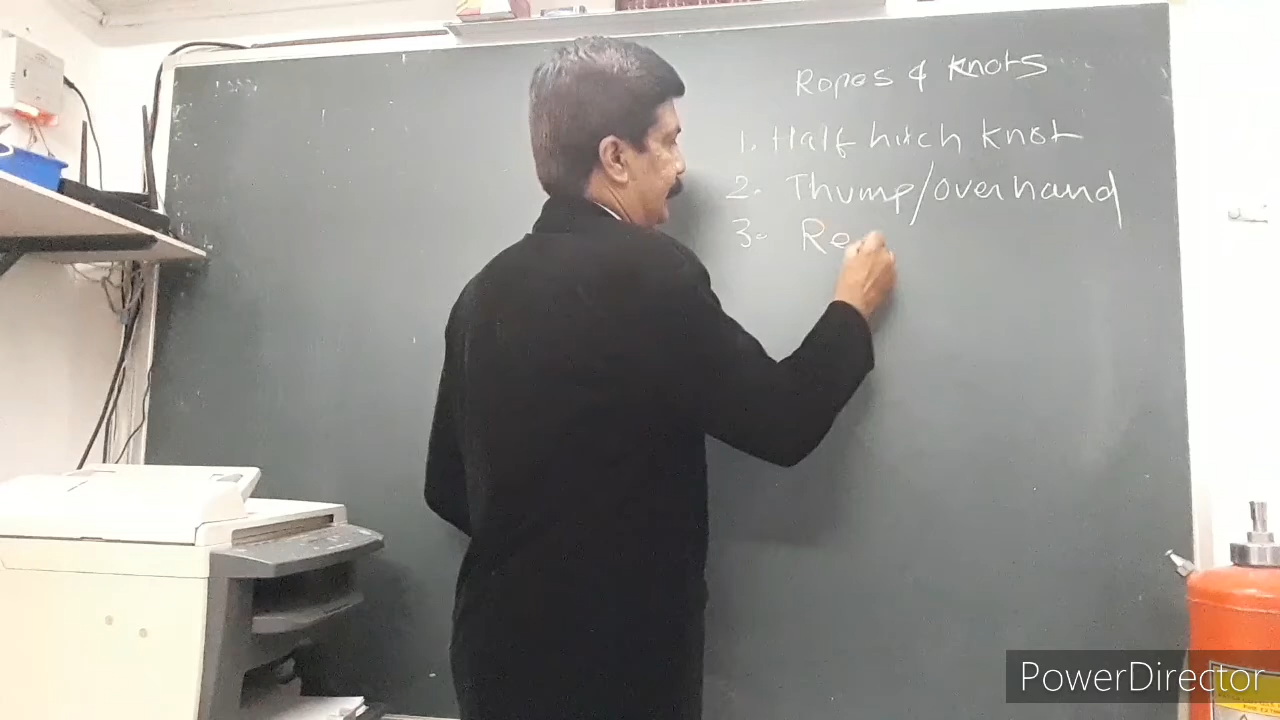 Ropes & Knots
1. Half hitch knot
2. Thump/overhand
3. Re
PowerDirector